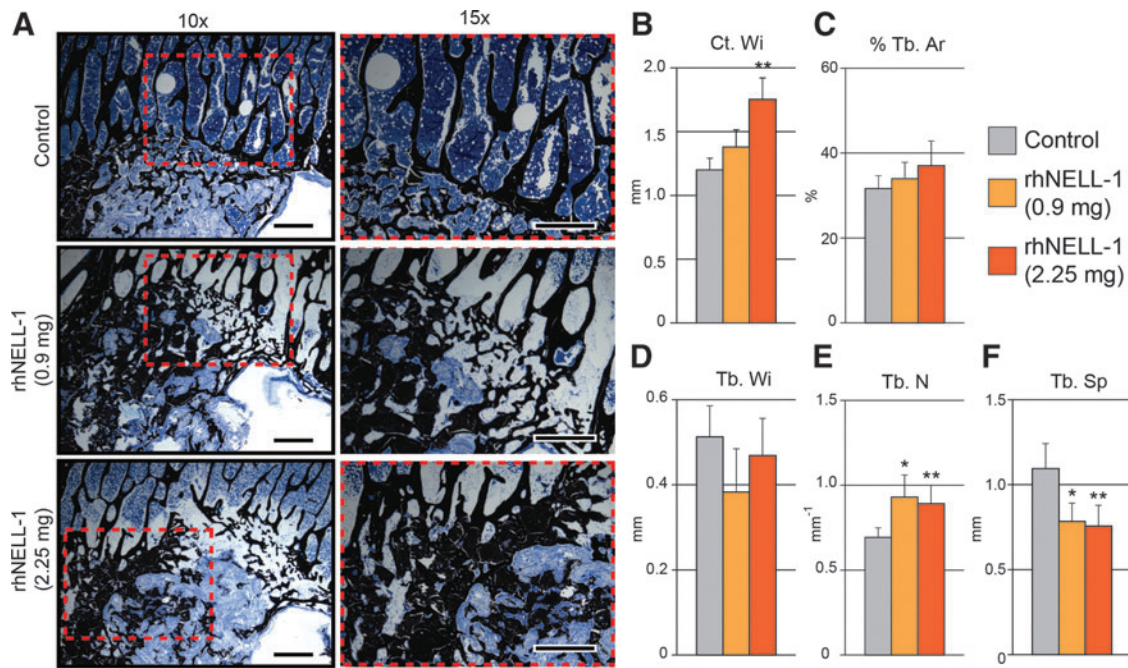 A
10x
15x
Control
rhNELL-1
(0.9 mg)
rhNELL-1
(2.25 mg)
B
Ct. Wi
2.0
1.5
1.0
0.5
0
mm
**
C
% Tb. Ar
60
40
20
0
%
Control
rhNELL-1
(0.9 mg)
rhNELL-1
(2.25 mg)
D
Tb. Wi
0.6
0.4
0.2
0
mm
E
Tb. N
1.5
1.0
0.5
0
mm-1
*
**
F
Tb. Sp
1.5
1.0
0.5
0
mm
*
**